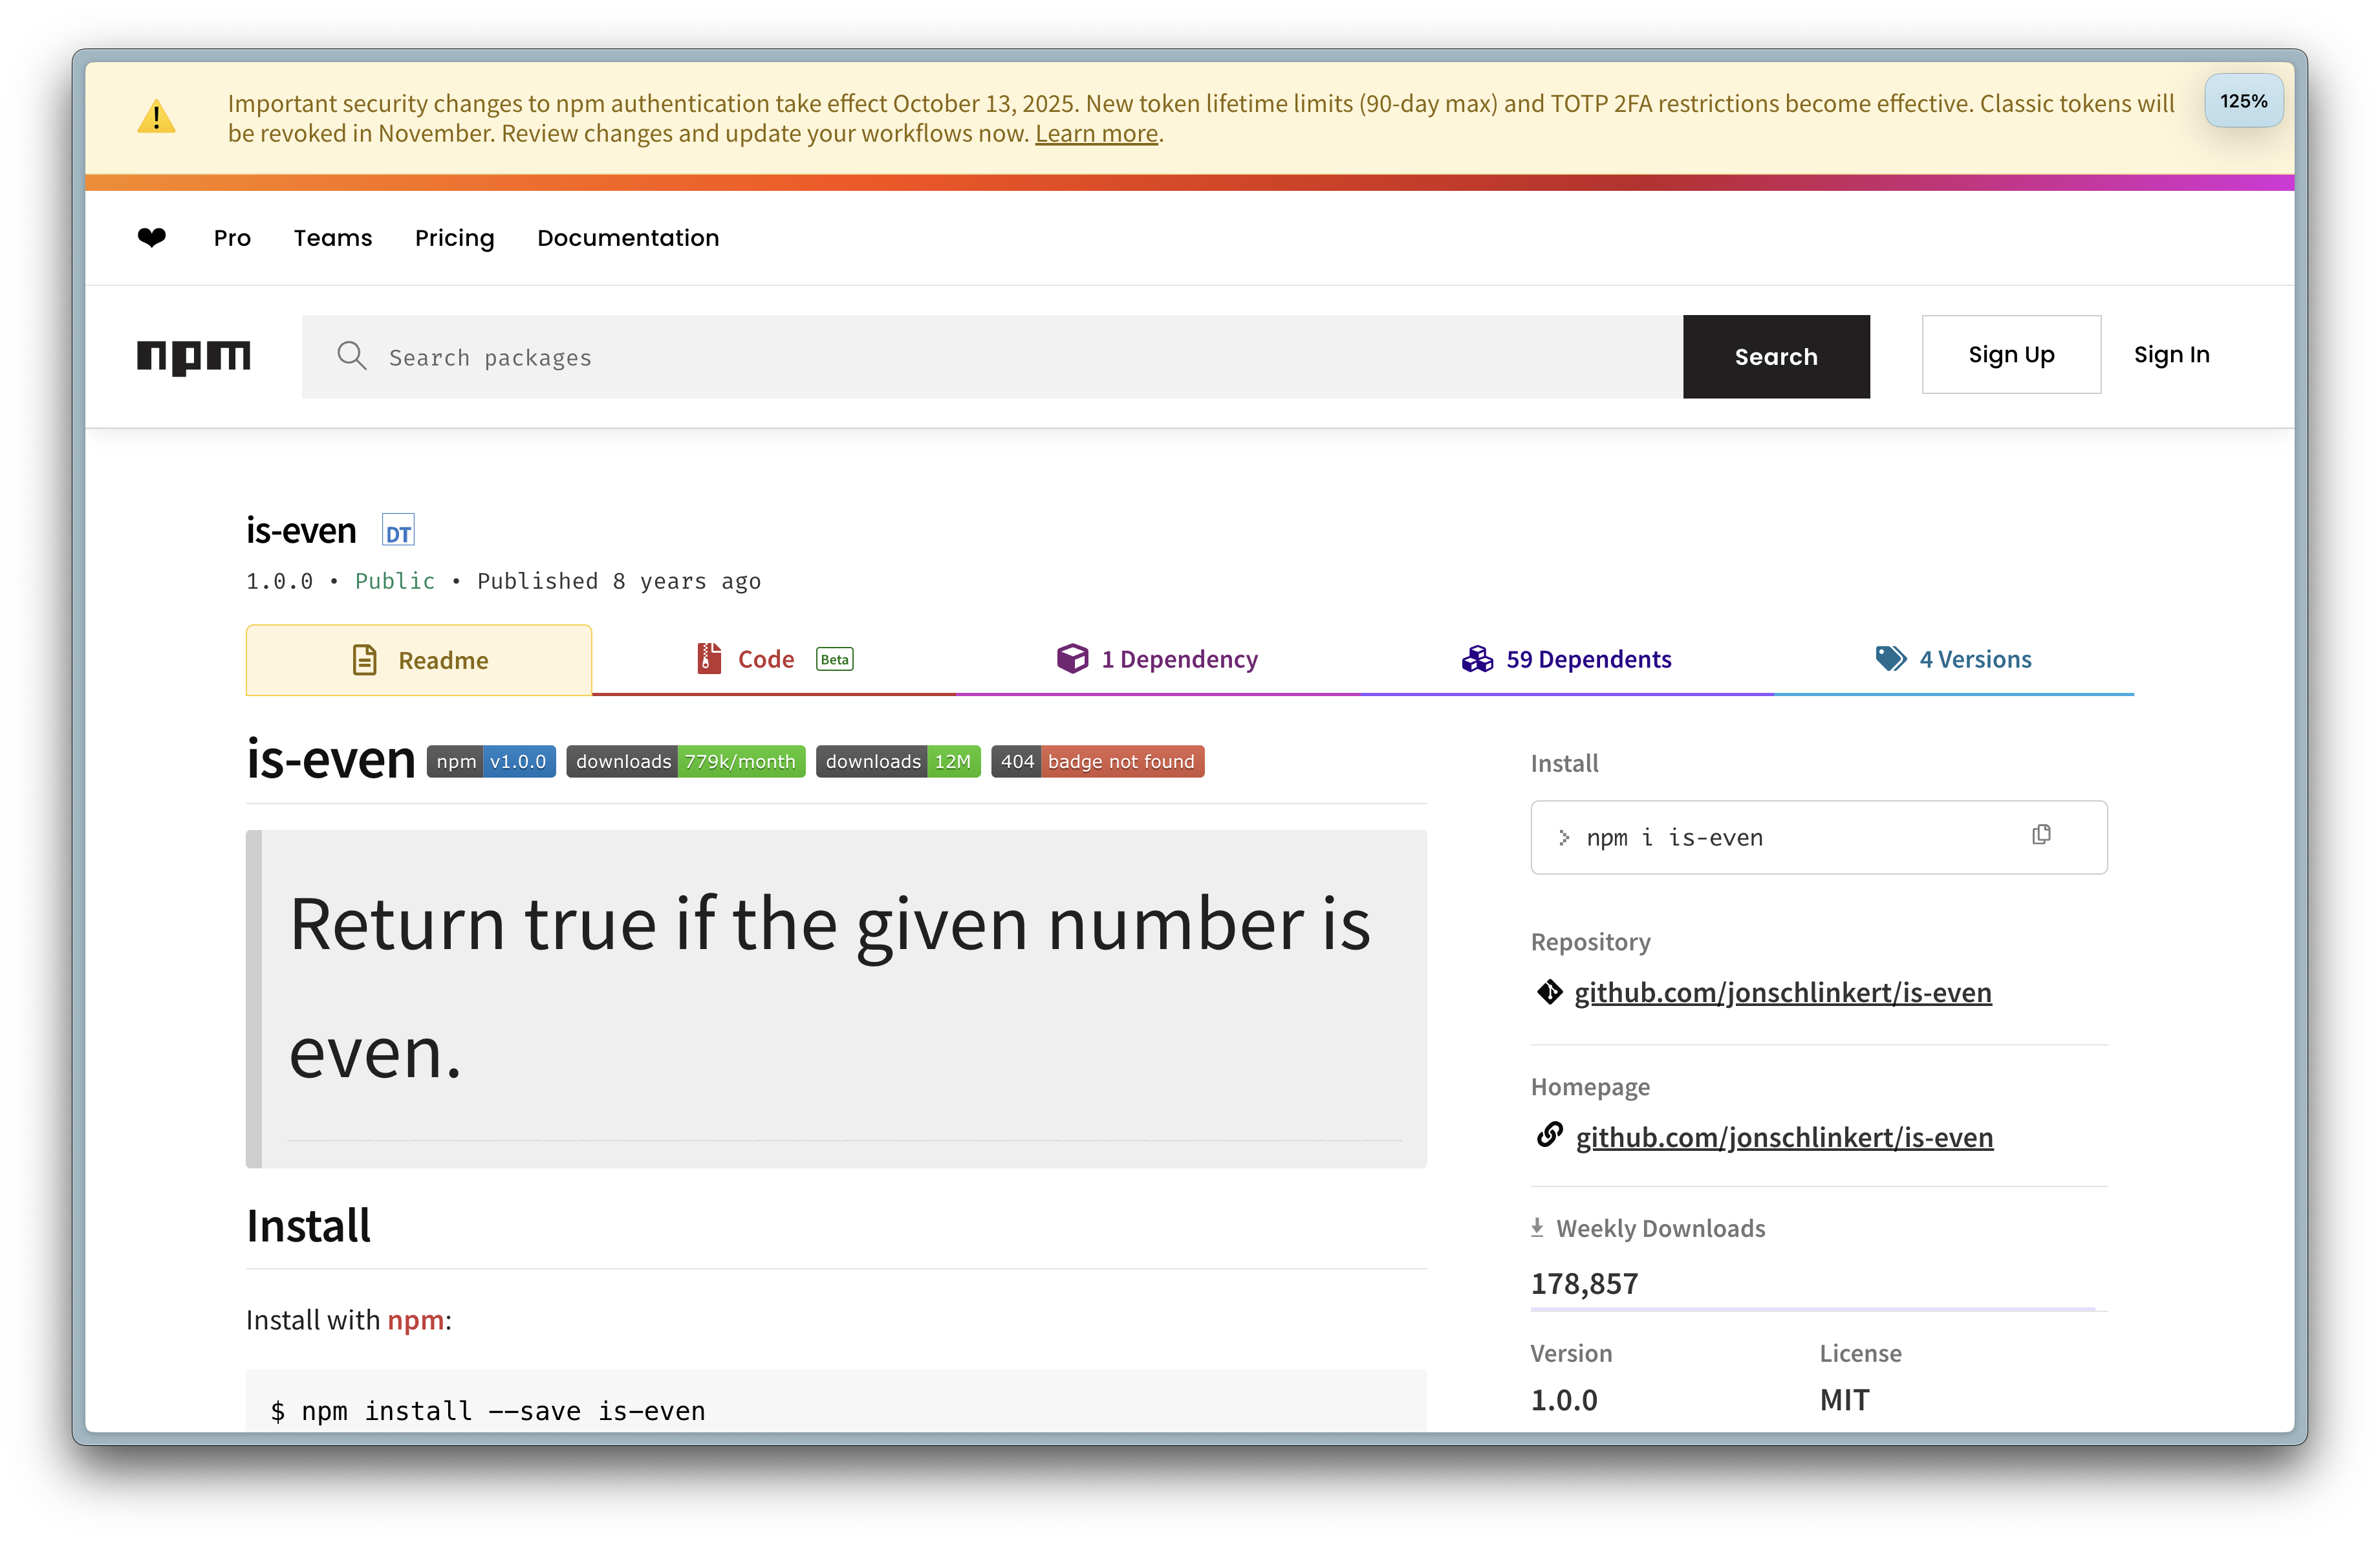 Important security changes to npm authentication take effect October 13, 2025. New token lifetime limits (90-day max) and TOTP 2FA restrictions become effective. Classic tokens will
be revoked in November. Review changes and update your workflows now. Learn more.
125%
❤ Pro Teams Pricing Documentation
npm Search packages Search Sign Up Sign In
is-even DT
1.0.0 • Public • Published 8 years ago
Readme Code Beta 1 Dependency 59 Dependents 4 Versions
is-even npm v1.0.0 downloads 779k/month downloads 12M 404 badge not found
Return true if the given number is
even.
Install
Install with npm:
$ npm install --save is-even
Install
> npm i is-even
Repository
github.com/jonschlinkert/is-even
Homepage
github.com/jonschlinkert/is-even
Weekly Downloads
178,857
Version License
1.0.0 MIT